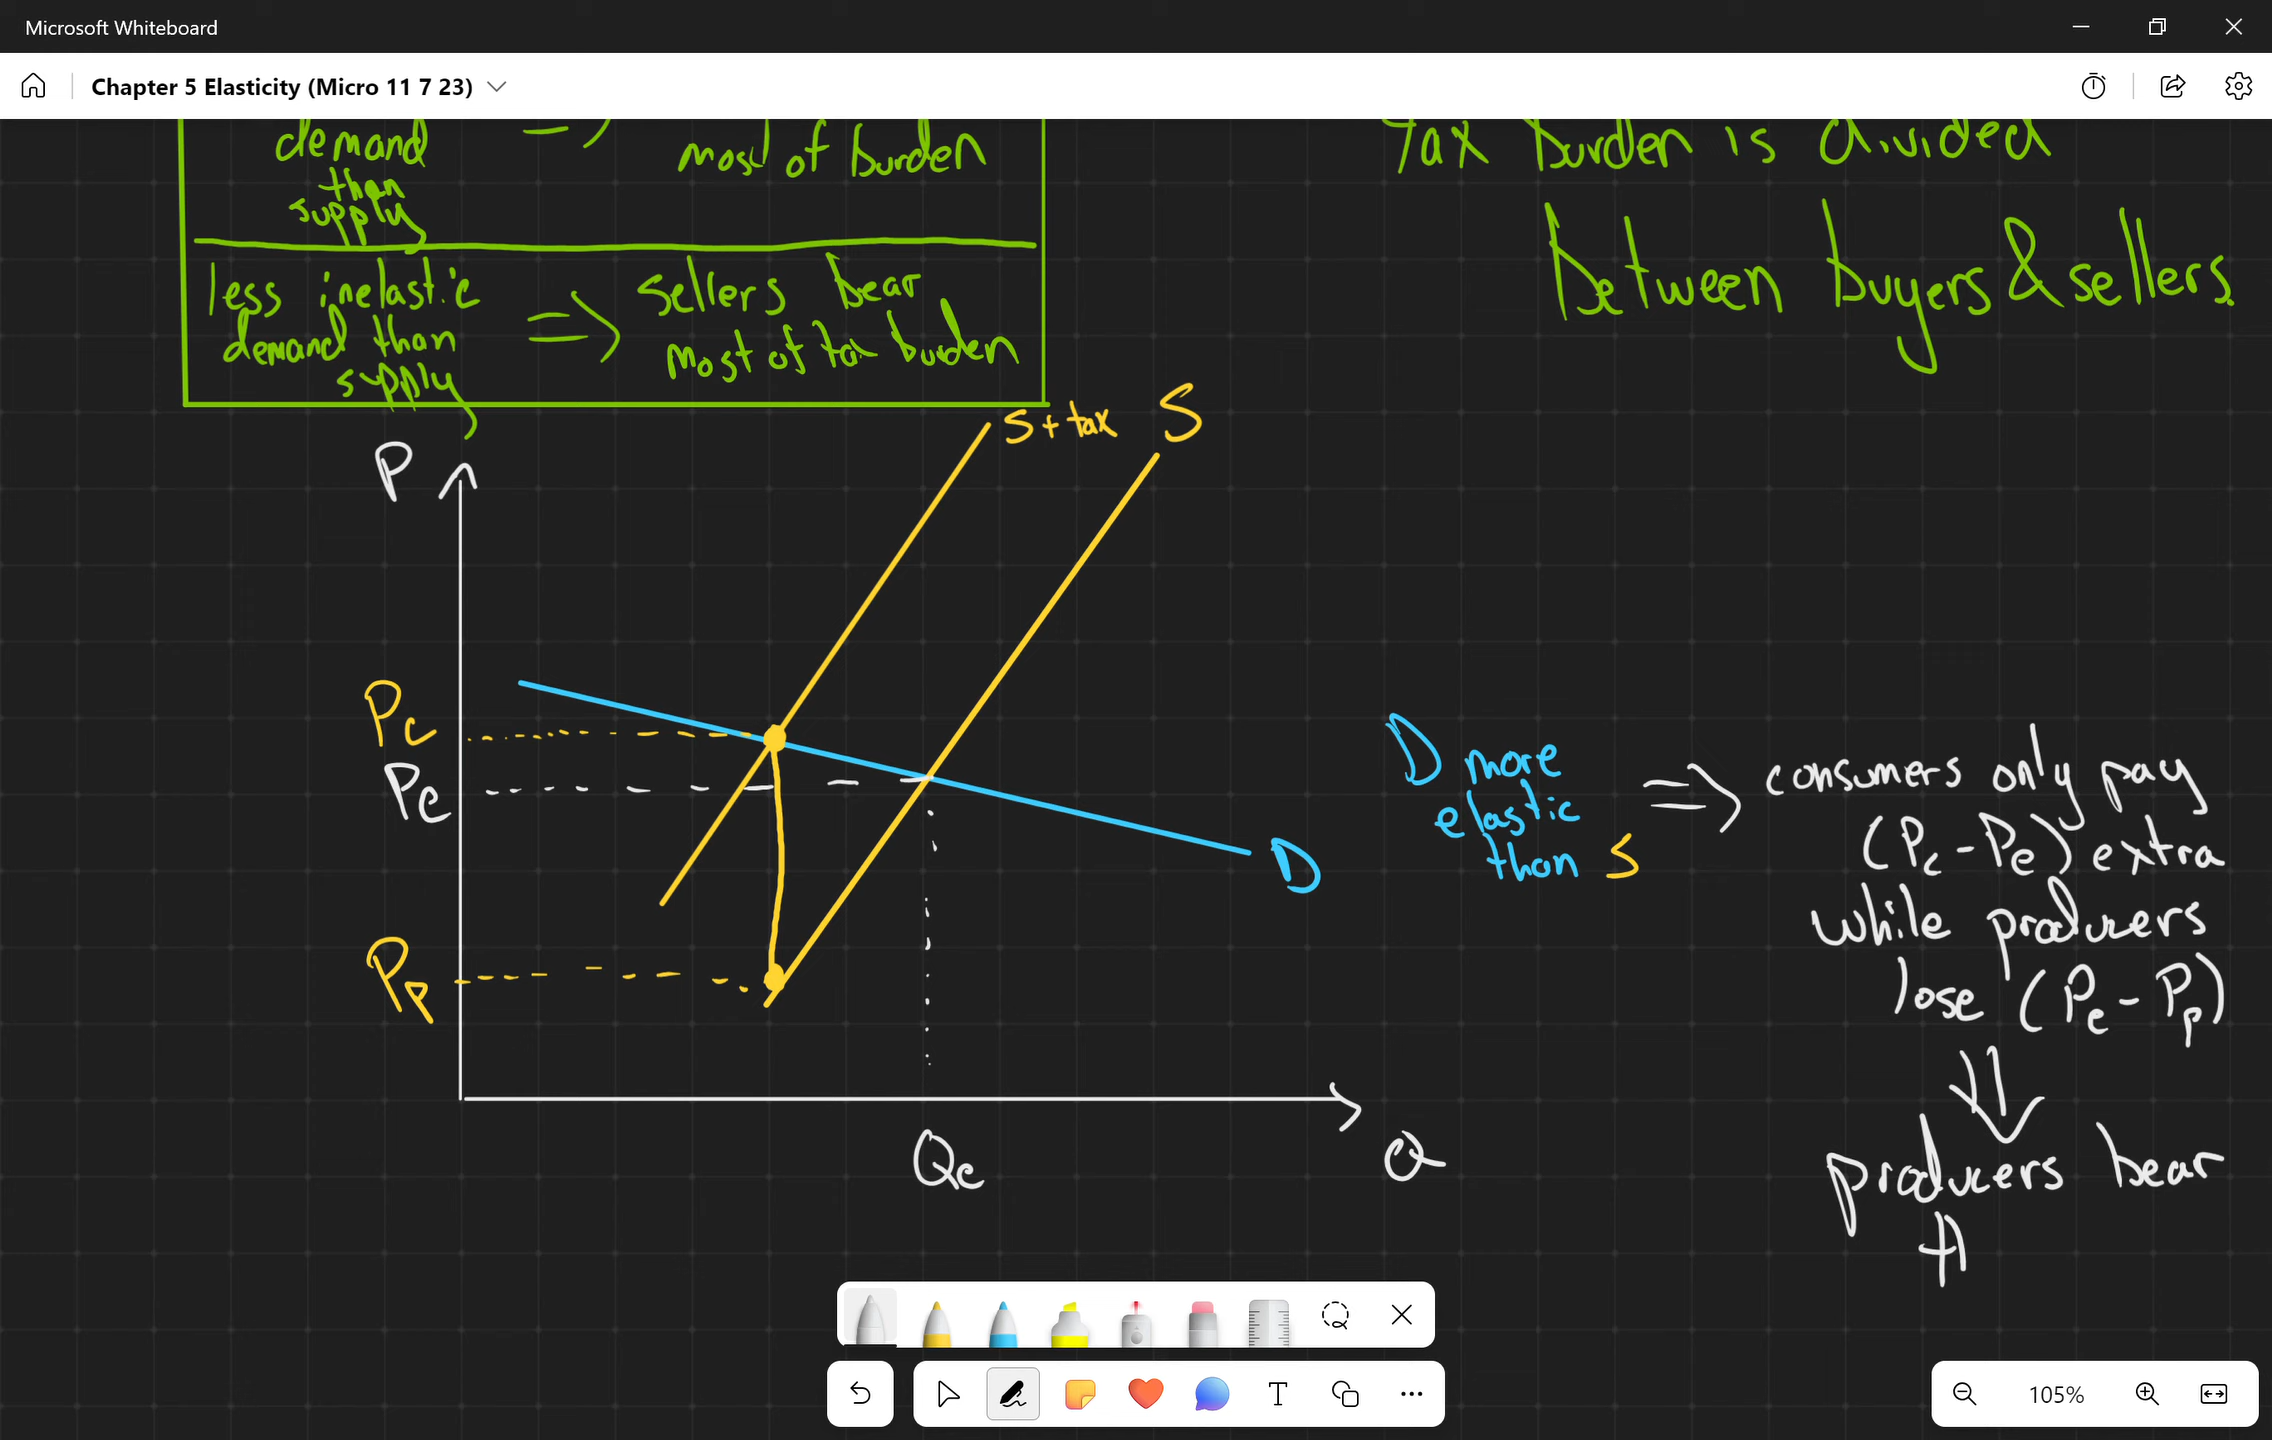 Microsoft Whiteboard
Chapter 5 Elasticity (Micro 11 7 23)
demand
than
supply
=> most of burden
less inelastic
demand than
supply
=> sellers bear
most of tax burden
Tax burden is divided
between buyers & sellers.
P
S + tax
S
Pc
Pe
Pp
D
Qe
Q
D more
elastic
than S
=> consumers only pay
(Pc - Pe) extra
while producers
lose (Pe - Pp)
producers bear
th
105%